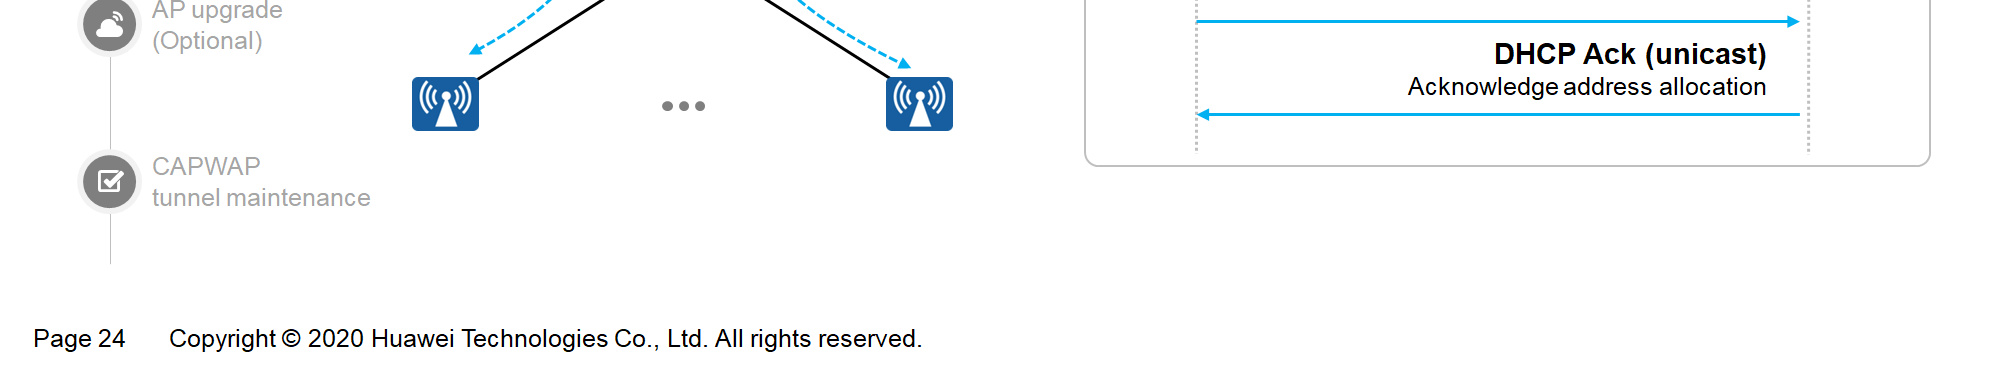 AP upgrade
(Optional)
DHCP Ack (unicast)
Acknowledge address allocation
CAPWAP
tunnel maintenance
Page 24 Copyright © 2020 Huawei Technologies Co., Ltd. All rights reserved.